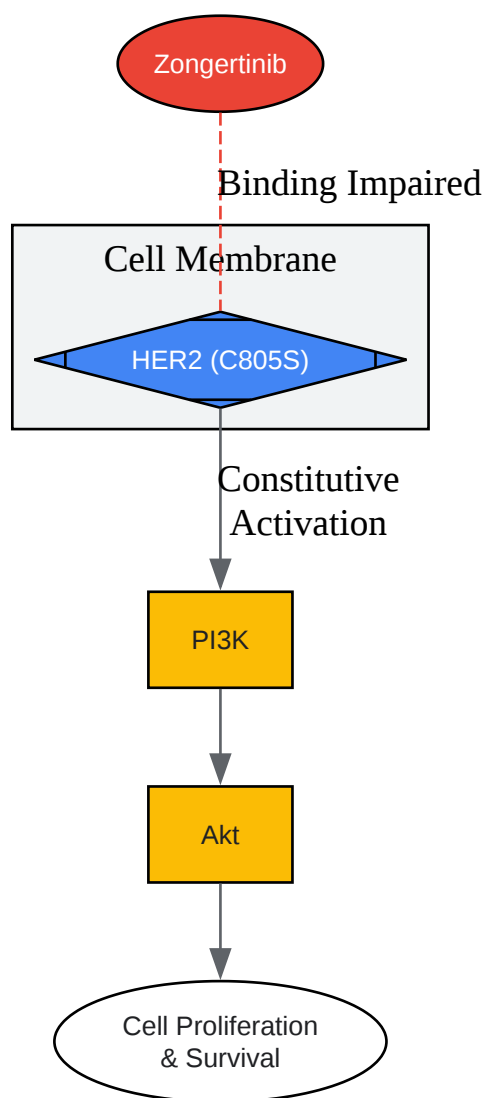 Zongertinib
Binding Impaired
Cell Membrane
HER2 (C805S)
Constitutive
Activation
PI3K
Akt
Cell Proliferation
& Survival